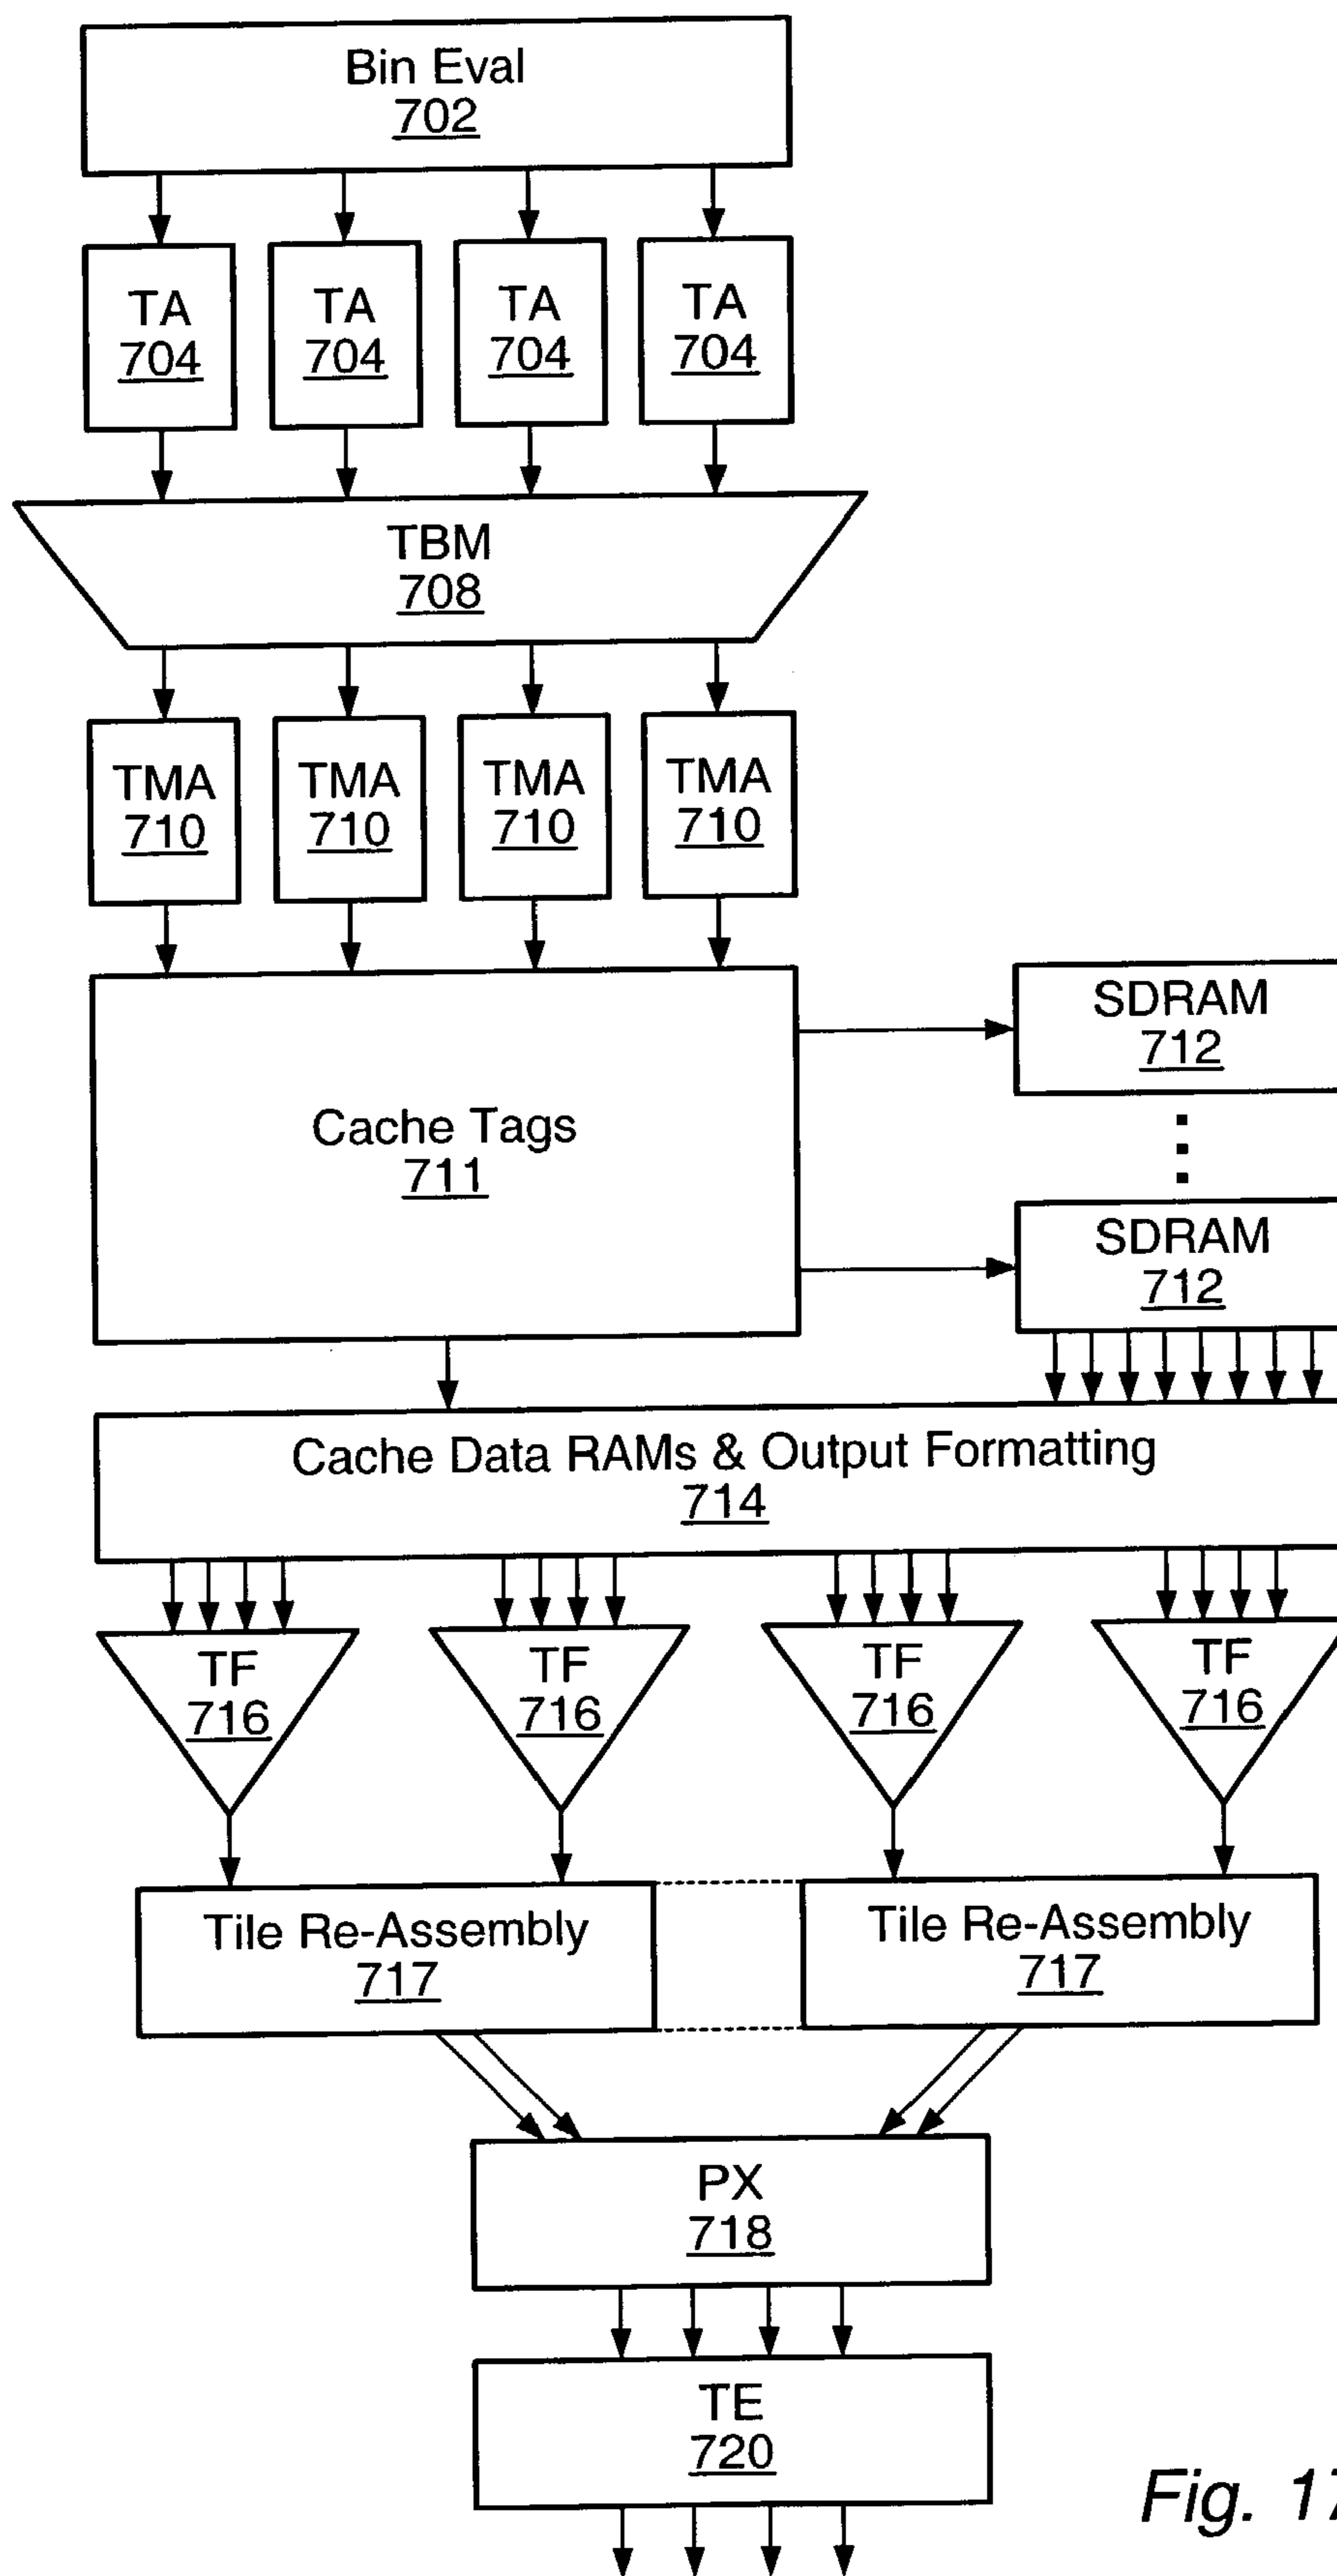 Bin Eval
702
TA
704
TA
704
TA
704
TA
704
TBM
708
TMA
710
TMA
710
TMA
710
TMA
710
Cache Tags
711
SDRAM
712
SDRAM
712
Cache Data RAMs & Output Formatting
714
TF
716
TF
716
TF
716
TF
716
Tile Re-Assembly
717
Tile Re-Assembly
717
PX
718
TE
720
Fig. 17